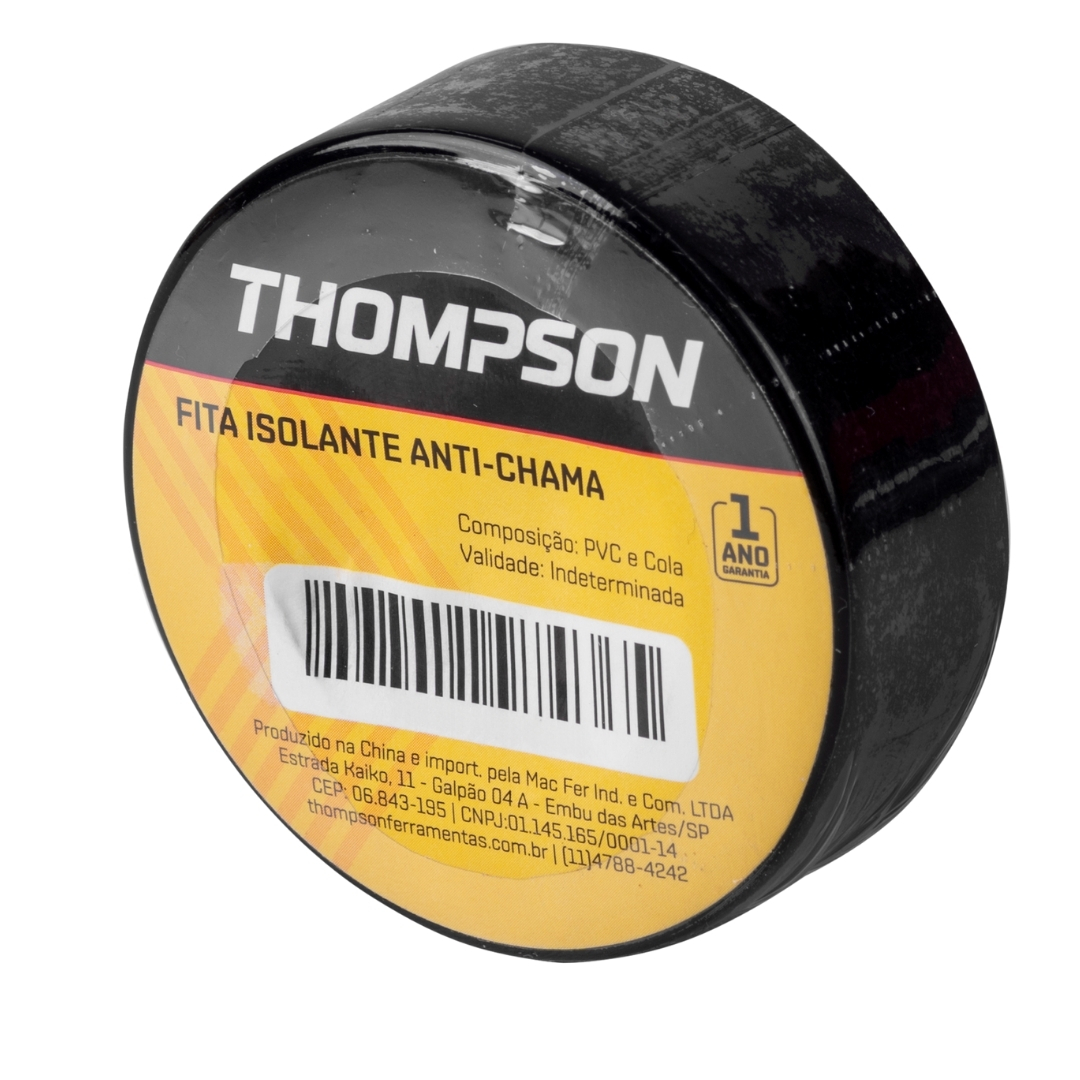 THOMPSON
FITA ISOLANTE ANTI-CHAMA
Composição: PVC e Cola
Validade: Indeterminada
1
ANO
GARANTIA
Produzido na China e import. pela Mac Fer Ind. e Com. LTDA
Estrada Kaiko, 11 - Galpão 04 A - Embu das Artes/SP
CEP: 06.843-195 | CNPJ:01.145.165/0001-14
thompsonferramentas.com.br | (11)4788-4242